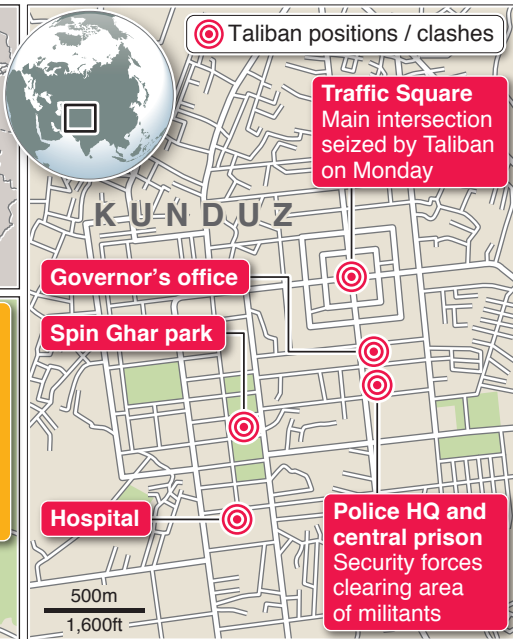 Taliban positions / clashes
Traffic Square
Main intersection
seized by Taliban
on Monday
KUNDUZ
Governor's office
Spin Ghar park
Hospital
Police HQ and
central prison
Security forces
clearing area
of militants
500m
1,600ft